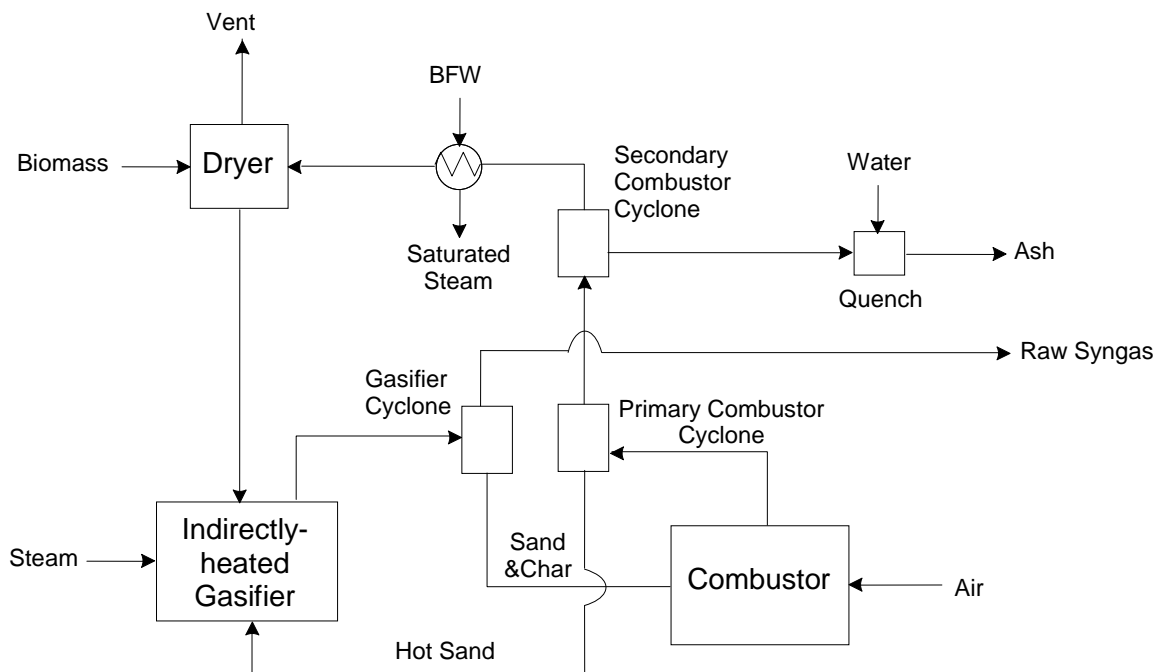 Vent
BFW
Biomass
Dryer
Secondary
Combustor
Cyclone
Water
Saturated
Steam
Ash
Quench
Raw Syngas
Gasifier
Cyclone
Primary Combustor
Cyclone
Indirectly-
heated
Gasifier
Steam
Sand
&Char
Combustor
Air
Hot Sand